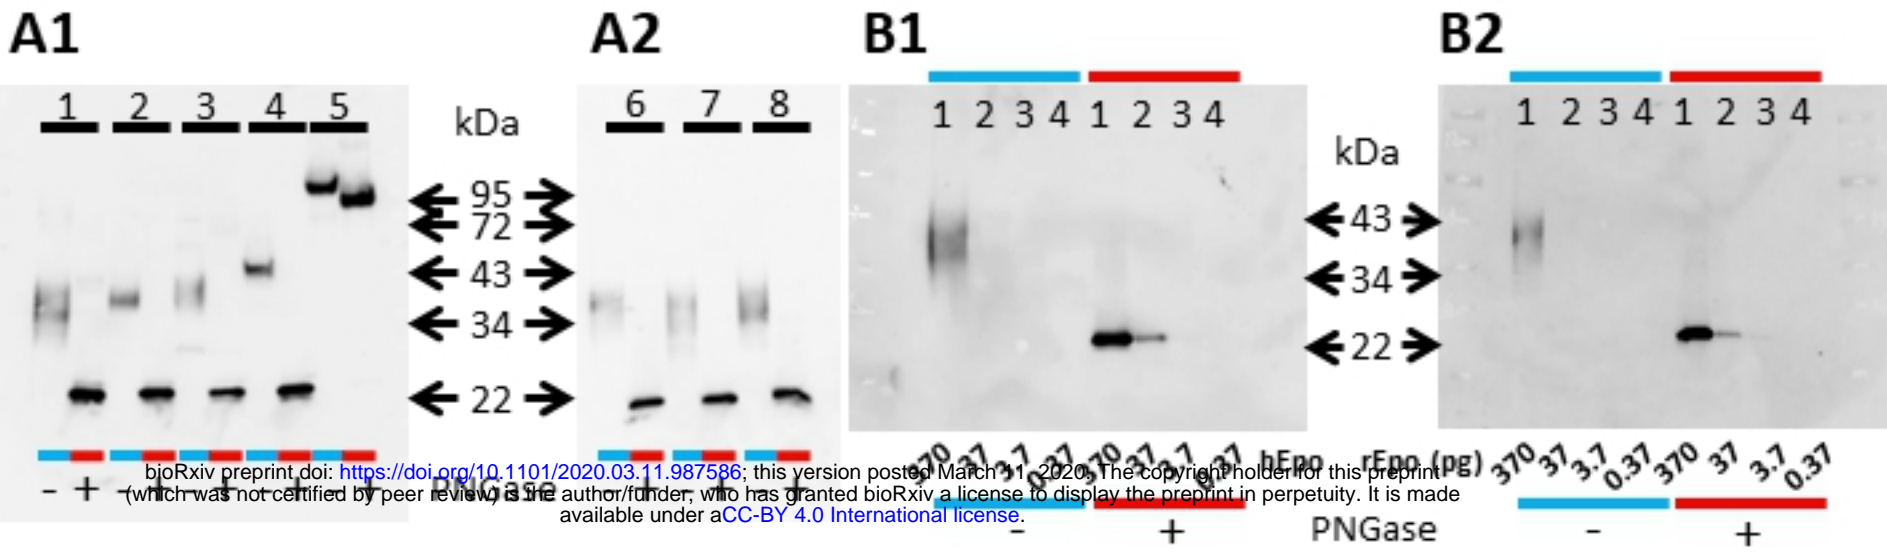 A1 A2 B1 B2
1 2 3 4 5 kDa 6 7 8 1 2 3 4 1 2 3 4 kDa 1 2 3 4 1 2 3 4
95
72
43
34
22
43
34
22
370 37 3.7 0.37 370 37 3.7 0.37 hEpo rEpo (pg) 370 37 3.7 0.37 370 37 3.7 0.37
- + - + - + - + - + PNGase - + - + - +
bioRxiv preprint doi: https://doi.org/10.1101/2020.03.11.987586; this version posted March 11, 2020. The copyright holder for this preprint
(which was not certified by peer review) is the author/funder, who has granted bioRxiv a license to display the preprint in perpetuity. It is made
available under aCC-BY 4.0 International license.
- + PNGase - +